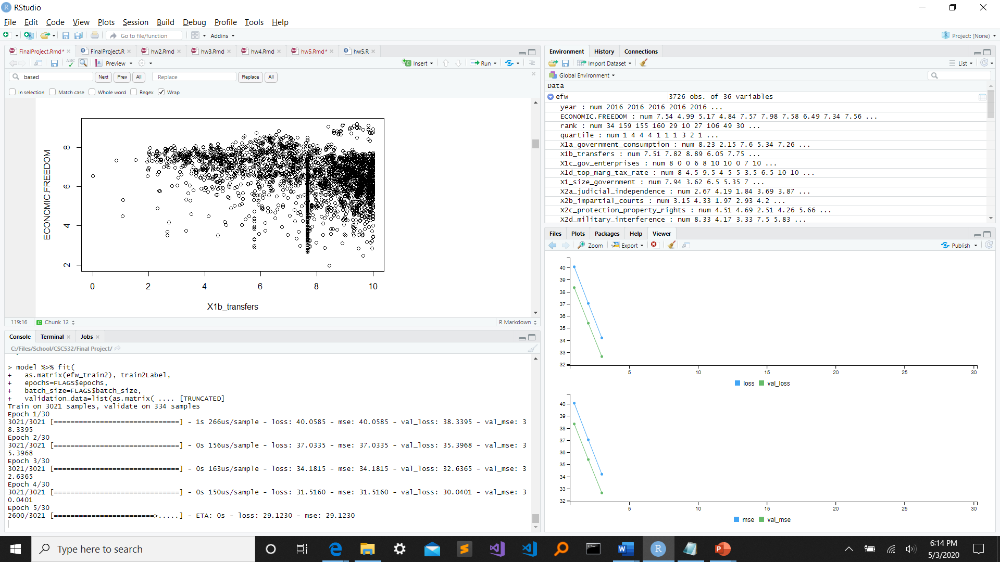 RStudio
File Edit Code View Plots Session Build Debug Profile Tools Help
Go to file/function Addins Project: (None)
FinalProject.Rmd* FinalProject.R hw2.Rmd hw3.Rmd hw4.Rmd hw5.Rmd* hw5.R
ABC Preview Insert Run
based Next Prev All Replace Replace All
In selection Match case Whole word Regex Wrap
ECONOMIC.FREEDOM
8
6
4
2
0 2 4 6 8 10
X1b_transfers
119:16 Chunk 12 R Markdown
Console Terminal Jobs
C:/Files/School/CSC532/Final Project/
> model %>% fit(
+   as.matrix(efw_train2), train2Label,
+   epochs=FLAGS$epochs,
+   batch_size=FLAGS$batch_size,
+   validation_data=list(as.matrix( .... [TRUNCATED]
Train on 3021 samples, validate on 334 samples
Epoch 1/30
3021/3021 [==============================] - 1s 266us/sample - loss: 40.0585 - mse: 40.0585 - val_loss: 38.3395 - val_mse: 3
8.3395
Epoch 2/30
3021/3021 [==============================] - 0s 156us/sample - loss: 37.0335 - mse: 37.0335 - val_loss: 35.3968 - val_mse: 3
5.3968
Epoch 3/30
3021/3021 [==============================] - 0s 163us/sample - loss: 34.1815 - mse: 34.1815 - val_loss: 32.6365 - val_mse: 3
2.6365
Epoch 4/30
3021/3021 [==============================] - 0s 150us/sample - loss: 31.5160 - mse: 31.5160 - val_loss: 30.0401 - val_mse: 3
0.0401
Epoch 5/30
2600/3021 [========================>.....] - ETA: 0s - loss: 29.1230 - mse: 29.1230
Environment History Connections
Import Dataset List
Global Environment
Data
efw 3726 obs. of 36 variables
year : num 2016 2016 2016 2016 2016 ...
ECONOMIC.FREEDOM : num 7.54 4.99 5.17 4.84 7.57 7.98 7.58 6.49 7.34 7.56 ...
rank : num 34 159 155 160 29 10 27 106 49 30 ...
quartile : num 1 4 4 4 1 1 1 3 2 1 ...
X1a_government_consumption : num 8.23 2.15 7.6 5.34 7.26 ...
X1b_transfers : num 7.51 7.82 8.89 6.05 7.75 ...
X1c_gov_enterprises : num 8 0 0 6 8 10 10 0 7 10 ...
X1d_top_marg_tax_rate : num 8 4.5 9.5 4 5 5 3.5 6.5 10 10 ...
X1_size_government : num 7.94 3.62 6.5 5.35 7 ...
X2a_judicial_independence : num 2.67 4.19 1.84 3.69 3.87 ...
X2b_impartial_courts : num 3.15 4.33 1.97 2.93 4.2 ...
X2c_protection_property_rights : num 4.51 4.69 2.51 4.26 5.66 ...
X2d_military_interference : num 8.33 4.17 3.33 7.5 5.83 ...
Files Plots Packages Help Viewer
Zoom Export Publish
40
39
38
37
36
35
34
33
32
5 10 15 20 25 30
loss val_loss
40
39
38
37
36
35
34
33
32
5 10 15 20 25 30
mse val_mse
Type here to search
6:14 PM
5/3/2020